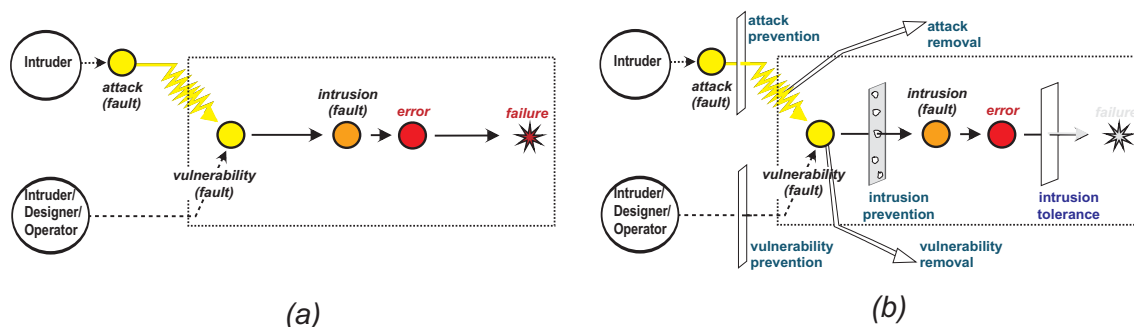 Intruder
attack
(fault)
intrusion
(fault)
error
failure
vulnerability
(fault)
Intruder/
Designer/
Operator
(a)
attack
prevention
attack
removal
Intruder
attack
(fault)
intrusion
(fault)
error
failure
vulnerability
(fault)
Intruder/
Designer/
Operator
intrusion
prevention
intrusion
tolerance
vulnerability
prevention
vulnerability
removal
(b)